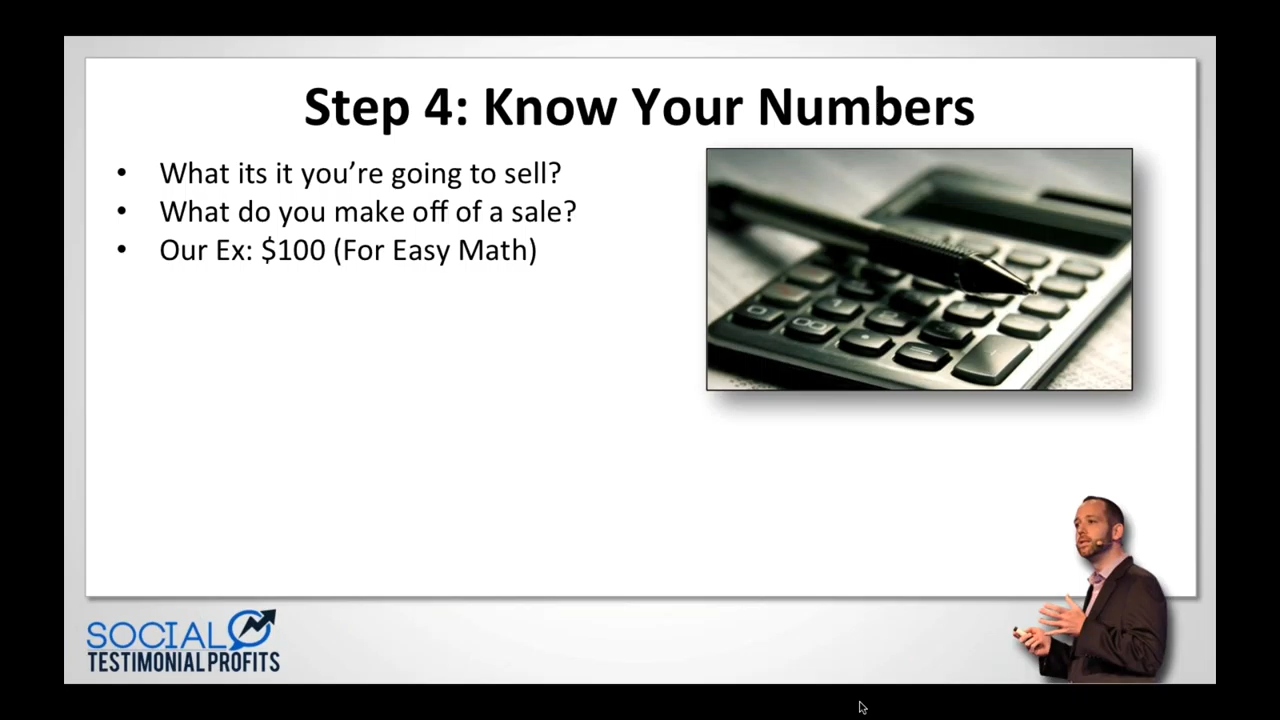 Step 4: Know Your Numbers
• What its it you’re going to sell?
• What do you make off of a sale?
• Our Ex: $100 (For Easy Math)
SOCIAL
TESTIMONIAL PROFITS